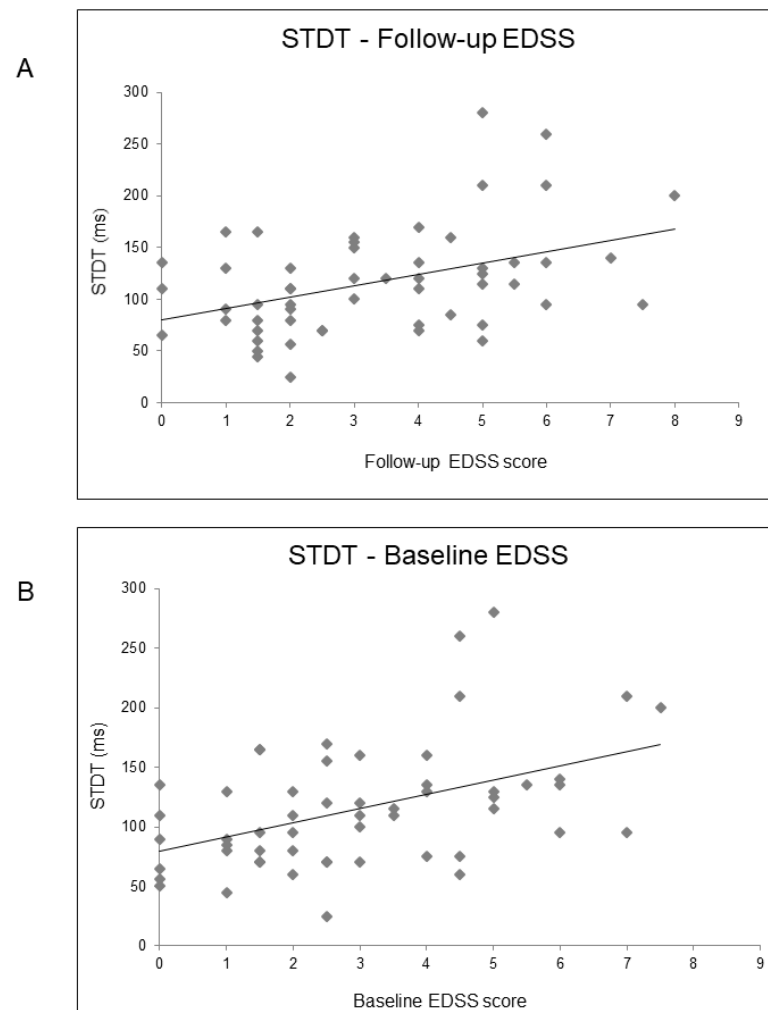 A
STDT - Follow-up EDSS
300
250
200
150
100
50
0
STDT (ms)
0 1 2 3 4 5 6 7 8 9
Follow-up EDSS score
B
STDT - Baseline EDSS
300
250
200
150
100
50
0
STDT (ms)
0 1 2 3 4 5 6 7 8 9
Baseline EDSS score